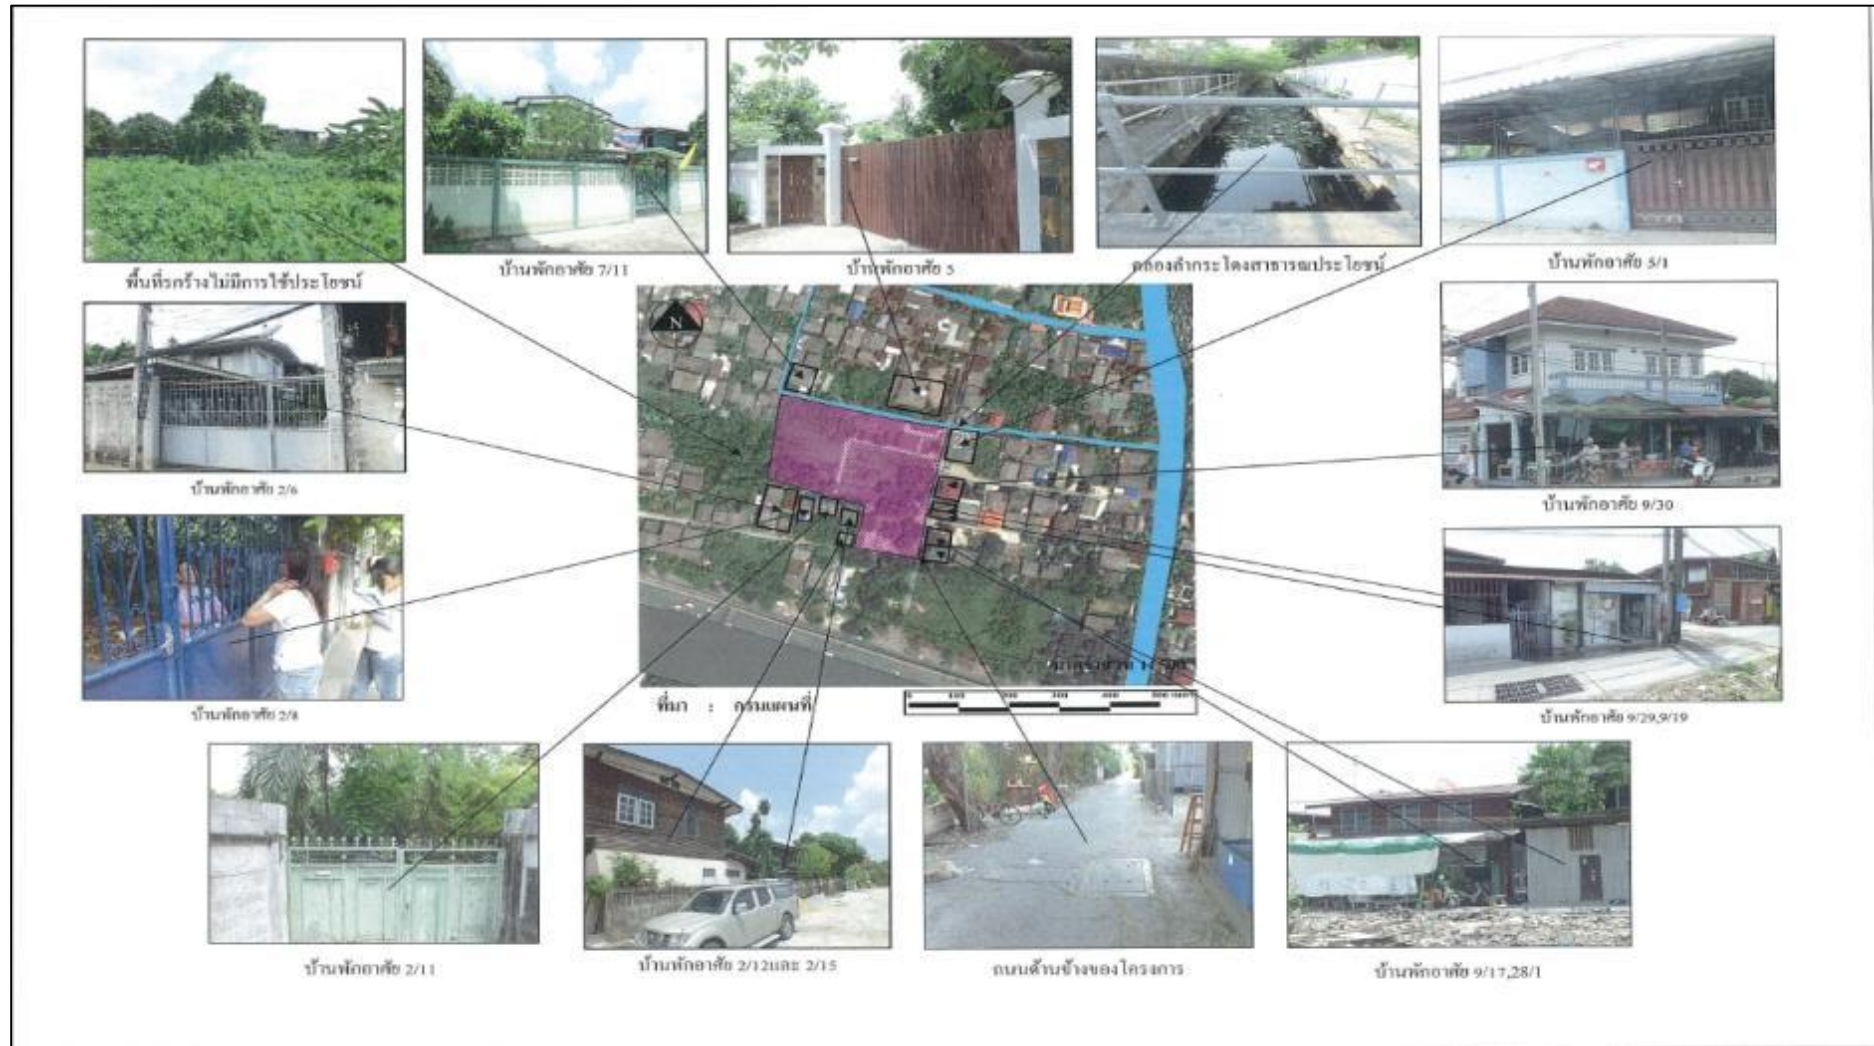 พื้นที่รกร้างไม่มีการใช้ประโยชน์
บ้านพักอาศัย 7/11
บ้านพักอาศัย 5
คลองลำกระโดงสาธารณประโยชน์
บ้านพักอาศัย 5/1
N
บ้านพักอาศัย 2/6
บ้านพักอาศัย 9/30
บ้านพักอาศัย 2/8
บ้านพักอาศัย 9/29,9/19
ที่มา : กรมแผนที่
0 100 200 300 400 500
บ้านพักอาศัย 2/11
บ้านพักอาศัย 2/12และ 2/15
ถนนด้านข้างของโครงการ
บ้านพักอาศัย 9/17,28/1